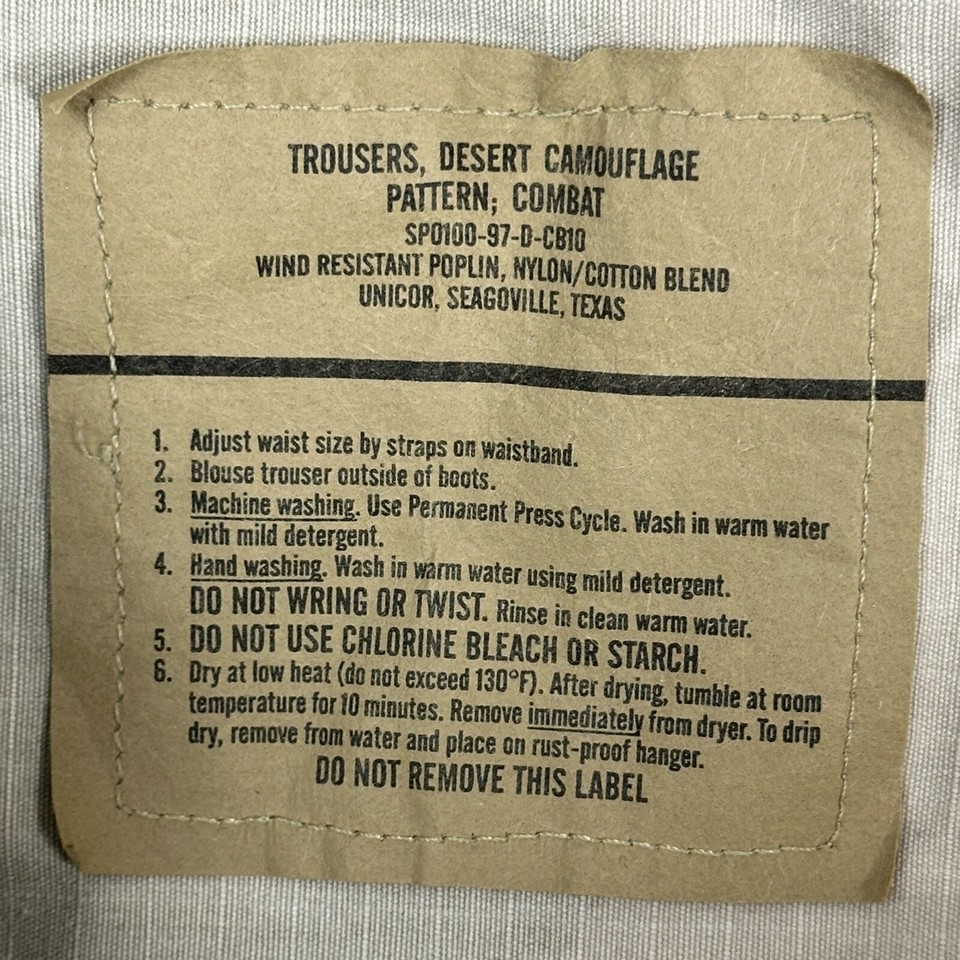 TROUSERS, DESERT CAMOUFLAGE
PATTERN; COMBAT
SP0100-97-D-CB10
WIND RESISTANT POPLIN, NYLON/COTTON BLEND
UNICOR, SEAGOVILLE, TEXAS
1. Adjust waist size by straps on waistband.
2. Blouse trouser outside of boots.
3. Machine washing. Use Permanent Press Cycle. Wash in warm water
with mild detergent.
4. Hand washing. Wash in warm water using mild detergent.
DO NOT WRING OR TWIST. Rinse in clean warm water.
5. DO NOT USE CHLORINE BLEACH OR STARCH.
6. Dry at low heat (do not exceed 130°F). After drying, tumble at room
temperature for 10 minutes. Remove immediately from dryer. To drip
dry, remove from water and place on rust-proof hanger.
DO NOT REMOVE THIS LABEL